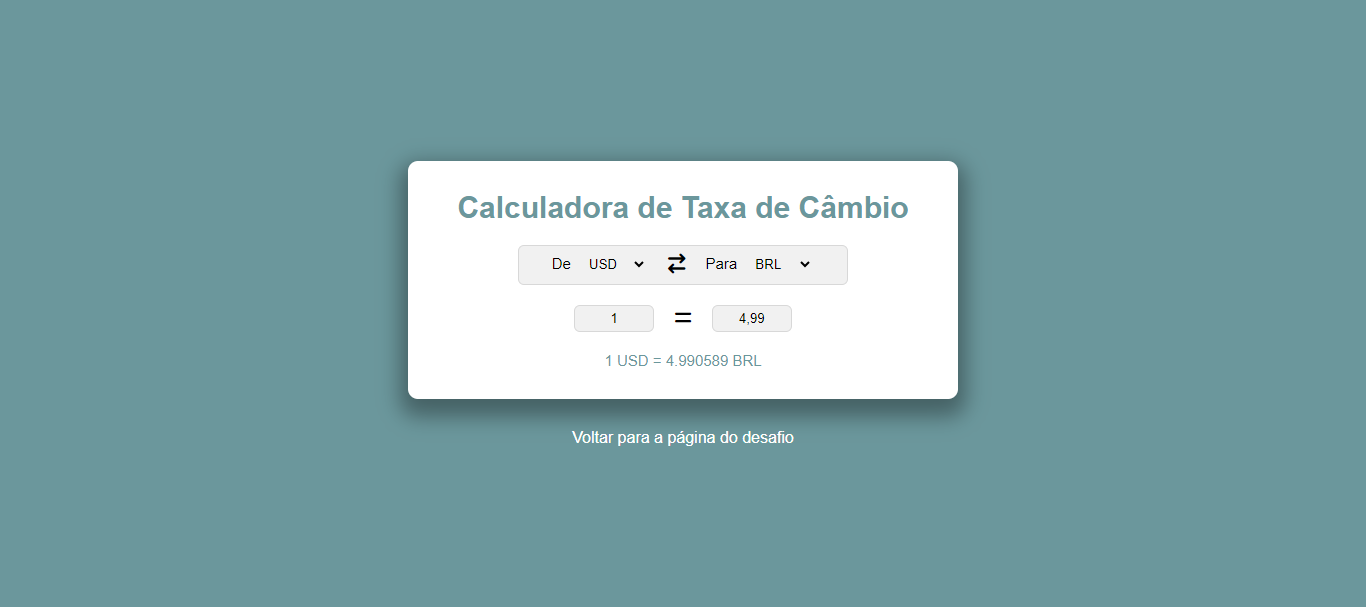 Calculadora de Taxa de Câmbio
De USD Para BRL
1 = 4,99
1 USD = 4.990589 BRL
Voltar para a página do desafio